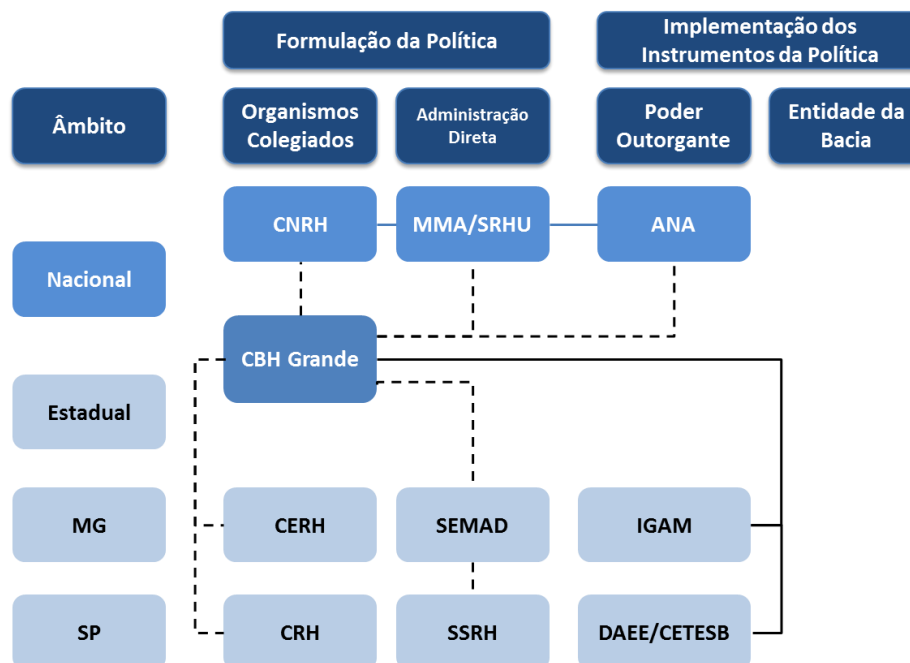 Formulação da Política
Implementação dos
Instrumentos da Política
Âmbito
Organismos
Colegiados
Administração
Direta
Poder
Outorgante
Entidade da
Bacia
CNRH
MMA/SRHU
ANA
Nacional
CBH Grande
Estadual
MG
CERH
SEMAD
IGAM
SP
CRH
SSRH
DAEE/CETESB